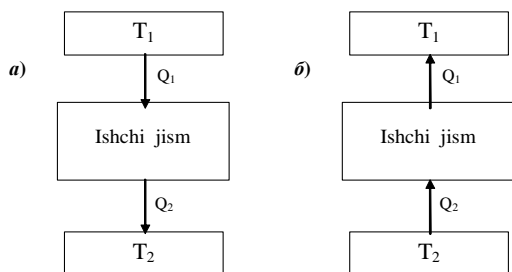 а)
T₁
Q₁
Ishchi jism
Q₂
T₂
б)
T₁
Q₁
Ishchi jism
Q₂
T₂